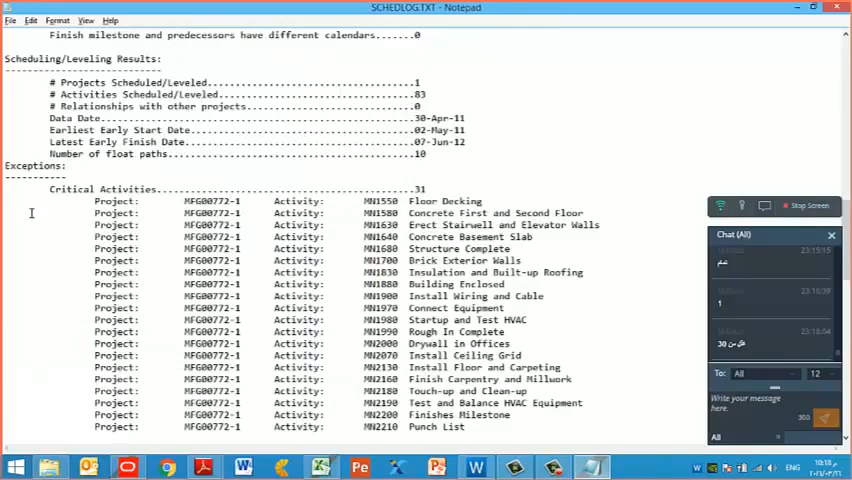 SCHEDLOG.TXT - Notepad
File Edit Format View Help
Finish milestone and predecessors have different calendars.......0
Scheduling/Leveling Results:
----------------------------
# Projects Scheduled/Leveled...................................1
# Activities Scheduled/Leveled.................................83
# Relationships with other projects............................0
Data Date......................................................30-Apr-11
Earliest Early Start Date......................................02-May-11
Latest Early Finish Date.......................................07-Jun-12
Number of float paths..........................................10
Exceptions:
-----------
Critical Activities............................................31
Project: MFG00772-1 Activity: MN1550 Floor Decking
Project: MFG00772-1 Activity: MN1580 Concrete First and Second Floor
Project: MFG00772-1 Activity: MN1630 Erect Stairwell and Elevator Walls
Project: MFG00772-1 Activity: MN1640 Concrete Basement Slab
Project: MFG00772-1 Activity: MN1680 Structure Complete
Project: MFG00772-1 Activity: MN1700 Brick Exterior Walls
Project: MFG00772-1 Activity: MN1830 Insulation and Built-up Roofing
Project: MFG00772-1 Activity: MN1880 Building Enclosed
Project: MFG00772-1 Activity: MN1900 Install Wiring and Cable
Project: MFG00772-1 Activity: MN1970 Connect Equipment
Project: MFG00772-1 Activity: MN1980 Startup and Test HVAC
Project: MFG00772-1 Activity: MN1990 Rough In Complete
Project: MFG00772-1 Activity: MN2000 Drywall in Offices
Project: MFG00772-1 Activity: MN2070 Install Ceiling Grid
Project: MFG00772-1 Activity: MN2130 Install Floor and Carpeting
Project: MFG00772-1 Activity: MN2160 Finish Carpentry and Millwork
Project: MFG00772-1 Activity: MN2180 Touch-up and Clean-up
Project: MFG00772-1 Activity: MN2190 Test and Balance HVAC Equipment
Project: MFG00772-1 Activity: MN2200 Finishes Milestone
Project: MFG00772-1 Activity: MN2210 Punch List
Stop Screen
Chat (All)
23:15:15
23:16:39
1
23:18:04
To: All 12
Write your message
here.
300
All
ENG